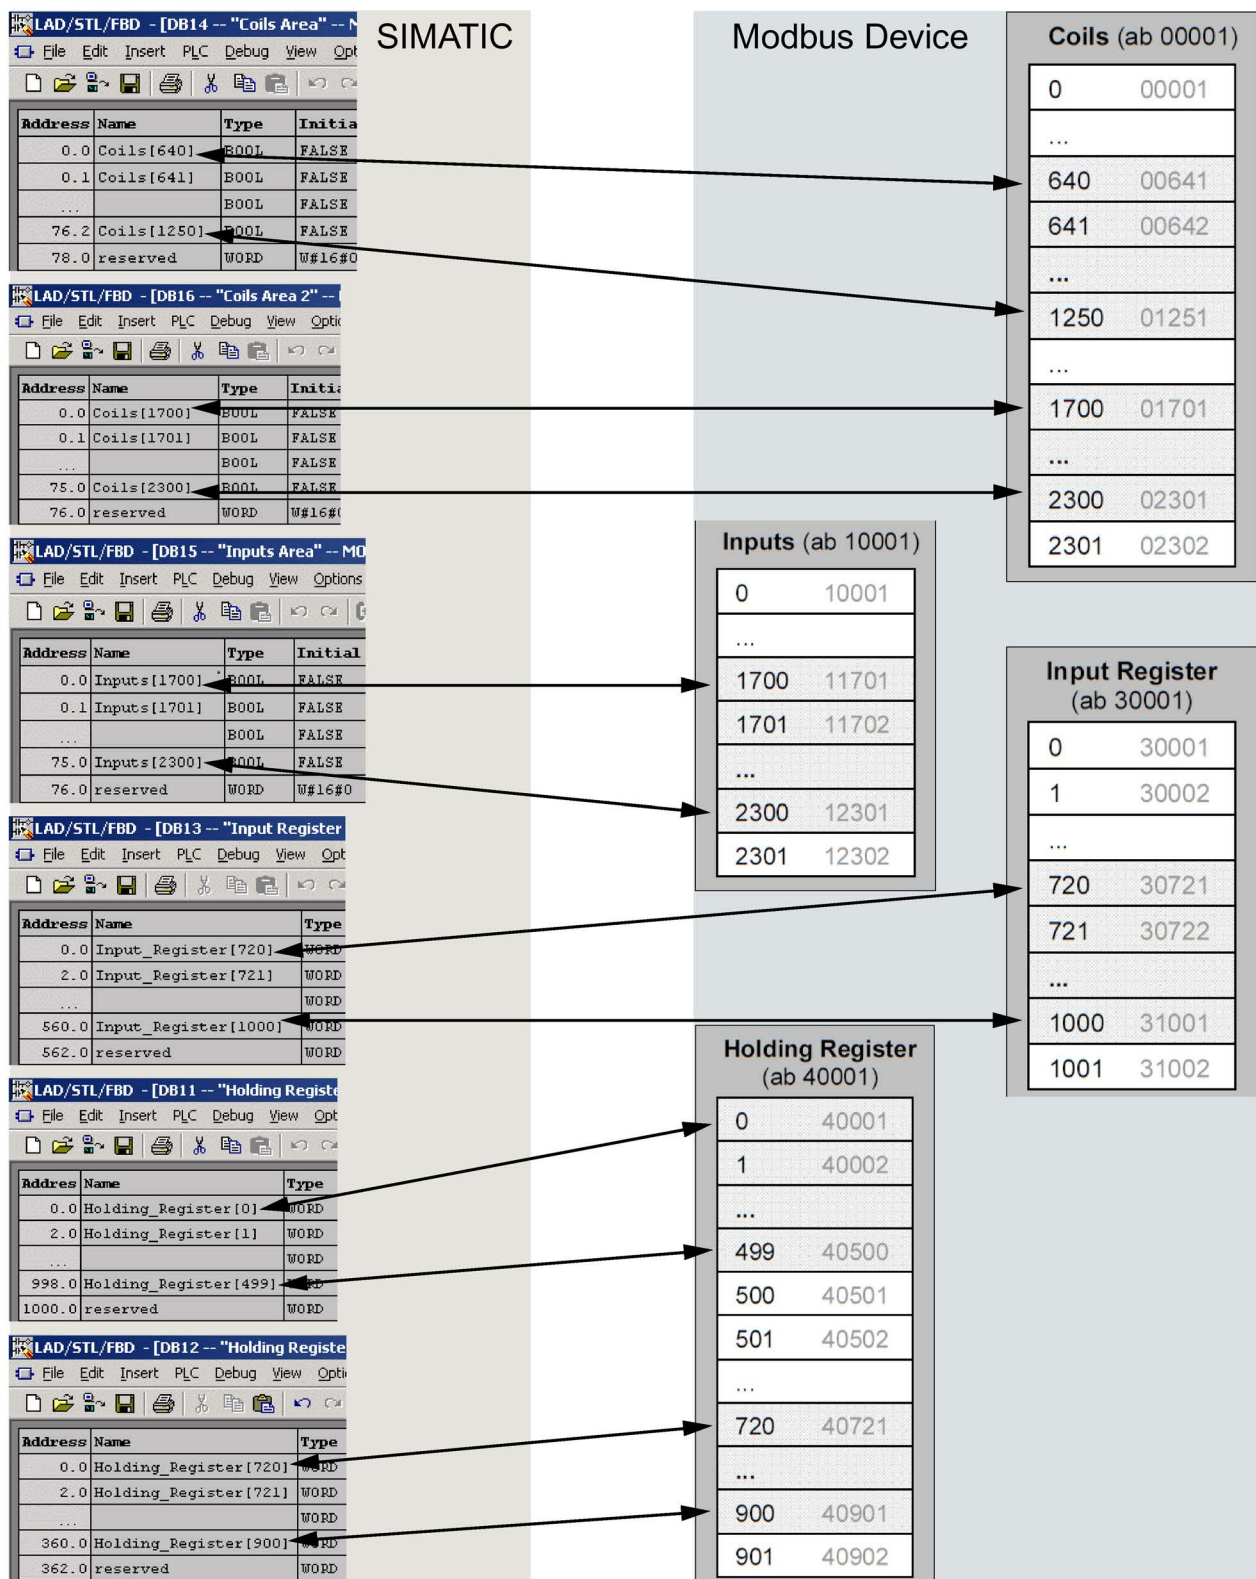 SIMATIC
Modbus Device
LAD/STL/FBD - [DB14 -- "Coils Area" -- M
File Edit Insert PLC Debug View Opt
Address Name Type Initia
0.0 Coils[640] BOOL FALSE
0.1 Coils[641] BOOL FALSE
... BOOL FALSE
76.2 Coils[1250] BOOL FALSE
78.0 reserved WORD W#16#0
LAD/STL/FBD - [DB16 -- "Coils Area 2" --
File Edit Insert PLC Debug View Optio
Address Name Type Initia
0.0 Coils[1700] BOOL FALSE
0.1 Coils[1701] BOOL FALSE
... BOOL FALSE
75.0 Coils[2300] BOOL FALSE
76.0 reserved WORD W#16#0
LAD/STL/FBD - [DB15 -- "Inputs Area" -- MO
File Edit Insert PLC Debug View Options
Address Name Type Initial
0.0 Inputs[1700] BOOL FALSE
0.1 Inputs[1701] BOOL FALSE
... BOOL FALSE
75.0 Inputs[2300] BOOL FALSE
76.0 reserved WORD W#16#0
LAD/STL/FBD - [DB13 -- "Input Register
File Edit Insert PLC Debug View Opt
Address Name Type
0.0 Input_Register[720] WORD
2.0 Input_Register[721] WORD
... WORD
560.0 Input_Register[1000] WORD
562.0 reserved WORD
LAD/STL/FBD - [DB11 -- "Holding Registe
File Edit Insert PLC Debug View Opt
Addres Name Type
0.0 Holding_Register[0] WORD
2.0 Holding_Register[1] WORD
... WORD
998.0 Holding_Register[499] WORD
1000.0 reserved WORD
LAD/STL/FBD - [DB12 -- "Holding Registe
File Edit Insert PLC Debug View Opti
Address Name Type
0.0 Holding_Register[720] WORD
2.0 Holding_Register[721] WORD
... WORD
360.0 Holding_Register[900] WORD
362.0 reserved WORD
Coils (ab 00001)
0 00001
...
640 00641
641 00642
...
1250 01251
...
1700 01701
...
2300 02301
2301 02302
Inputs (ab 10001)
0 10001
...
1700 11701
1701 11702
...
2300 12301
2301 12302
Input Register
(ab 30001)
0 30001
1 30002
...
720 30721
721 30722
...
1000 31001
1001 31002
Holding Register
(ab 40001)
0 40001
1 40002
...
499 40500
500 40501
501 40502
...
720 40721
...
900 40901
901 40902